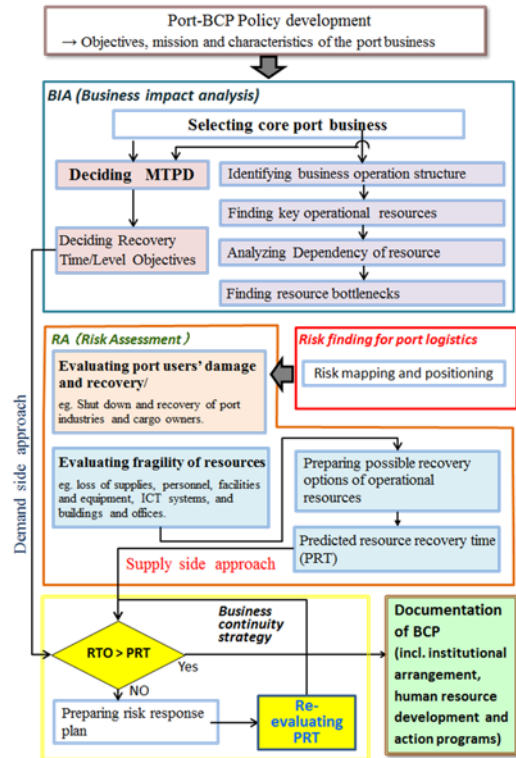 Port-BCP Policy development
→ Objectives, mission and characteristics of the port business
BIA (Business impact analysis)
Selecting core port business
Deciding MTPD
Identifying business operation structure
Finding key operational resources
Deciding Recovery
Time/Level Objectives
Analyzing Dependency of resource
Finding resource bottlenecks
RA (Risk Assessment)
Risk finding for port logistics
Evaluating port users' damage
and recovery/
eg. Shut down and recovery of port
industries and cargo owners.
Risk mapping and positioning
Evaluating fragility of resources
eg. loss of supplies, personnel, facilities
and equipment, ICT systems, and
buildings and offices.
Preparing possible recovery
options of operational
resources
Predicted resource recovery time
(PRT)
Demand side approach
Supply side approach
Business
continuity
strategy
RTO > PRT
Yes
NO
Preparing risk response
plan
Re-
evaluating
PRT
Documentation
of BCP
(incl. institutional
arrangement,
human resource
development and
action programs)